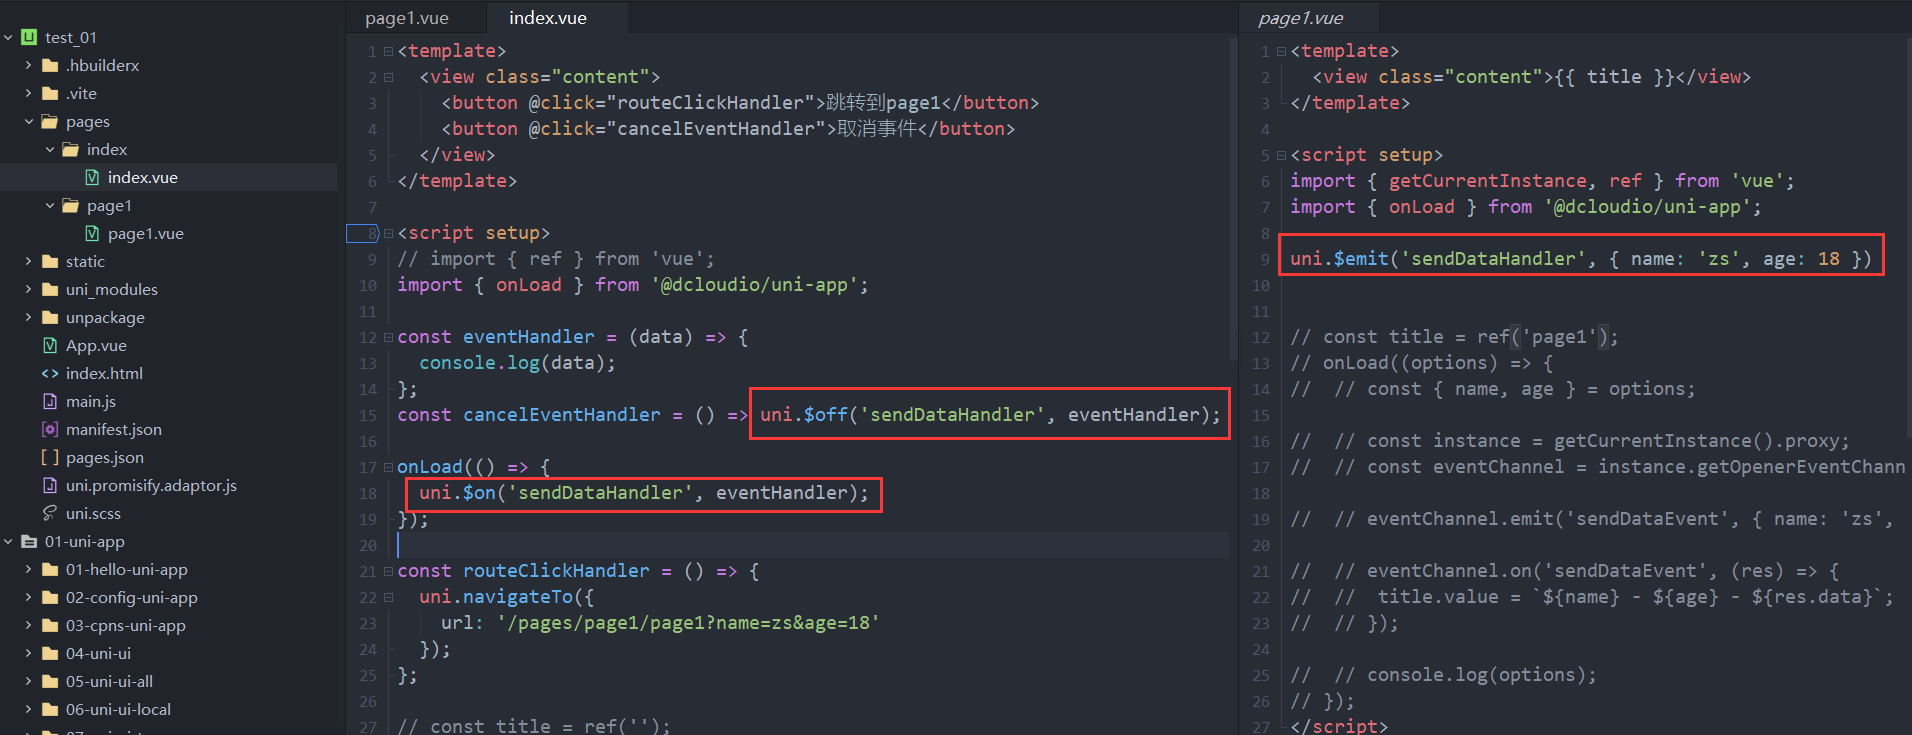 test_01
.hbuilderx
.vite
pages
index
index.vue
page1
page1.vue
static
uni_modules
unpackage
App.vue
index.html
main.js
manifest.json
pages.json
uni.promisify.adaptor.js
uni.scss
01-uni-app
01-hello-uni-app
02-config-uni-app
03-cpns-uni-app
04-uni-ui
05-uni-ui-all
06-uni-ui-local
page1.vue
index.vue
1 <template>
2 <view class="content">
3 <button @click="routeClickHandler">跳转到page1</button>
4 <button @click="cancelEventHandler">取消事件</button>
5 </view>
6 </template>
7
8 <script setup>
9 // import { ref } from 'vue';
10 import { onLoad } from '@dcloudio/uni-app';
11
12 const eventHandler = (data) => {
13 console.log(data);
14 };
15 const cancelEventHandler = () => uni.$off('sendDataHandler', eventHandler);
16
17 onLoad(() => {
18 uni.$on('sendDataHandler', eventHandler);
19 });
20
21 const routeClickHandler = () => {
22 uni.navigateTo({
23 url: '/pages/page1/page1?name=zs&age=18'
24 });
25 };
26
27 // const title = ref('');
page1.vue
1 <template>
2 <view class="content">{{ title }}</view>
3 </template>
4
5 <script setup>
6 import { getCurrentInstance, ref } from 'vue';
7 import { onLoad } from '@dcloudio/uni-app';
8
9 uni.$emit('sendDataHandler', { name: 'zs', age: 18 })
10
11
12 // const title = ref('page1');
13 // onLoad((options) => {
14 // // const { name, age } = options;
15
16 // // const instance = getCurrentInstance().proxy;
17 // // const eventChannel = instance.getOpenerEventChann
18
19 // // eventChannel.emit('sendDataEvent', { name: 'zs',
20
21 // // eventChannel.on('sendDataEvent', (res) => {
22 // // title.value = `${name} - ${age} - ${res.data}`;
23 // // });
24
25 // // console.log(options);
26 // });
27 </script>